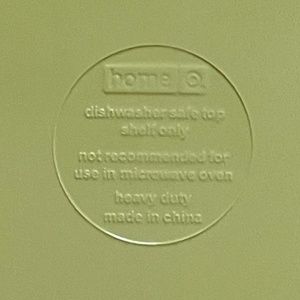 home
dishwasher safe top
shelf only
not recommended for
use in microwave oven
heavy duty
made in china